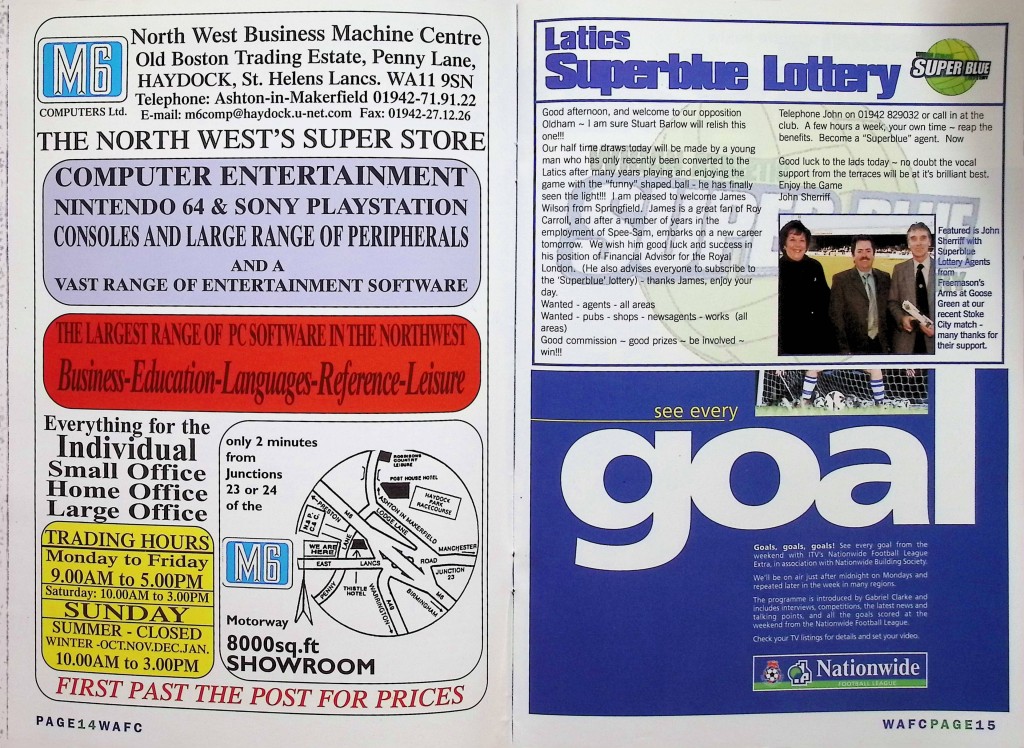 North West Business Machine Centre
Old Boston Trading Estate, Penny Lane,
HAYDOCK, St. Helens Lancs. WA11 9SN
Telephone: Ashton-in-Makerfield 01942-71.91.22
E-mail: m6comp@haydock.u-net.com Fax: 01942-27.12.26
M6
COMPUTERS Ltd.
THE NORTH WEST'S SUPER STORE
COMPUTER ENTERTAINMENT
NINTENDO 64 & SONY PLAYSTATION
CONSOLES AND LARGE RANGE OF PERIPHERALS
AND A
VAST RANGE OF ENTERTAINMENT SOFTWARE
THE LARGEST RANGE OF PC SOFTWARE IN THE NORTHWEST
Business-Education-Languages-Reference-Leisure
Everything for the
Individual
Small Office
Home Office
Large Office
TRADING HOURS
Monday to Friday
9.00AM to 5.00PM
Saturday: 10.00AM to 3.00PM
SUNDAY
SUMMER - CLOSED
WINTER -OCT.NOV.DEC.JAN.
10.00AM to 3.00PM
only 2 minutes
from
Junctions
23 or 24
of the
M6
Motorway
8000sq.ft
SHOWROOM
ROBINSONS
COUNTRY
LEISURE
POST HOUSE HOTEL
HAYDOCK
PARK
RACECOURSE
ASHTON IN MAKERFIELD
LODGE LANE
PRESTON
M6
WE ARE
HERE!
LANE
EAST
LANCS
ROAD
MANCHESTER
JUNCTION
23
PENNY
THISTLE
HOTEL
WARRINGTON
A49
BIRMINGHAM
M6
FIRST PAST THE POST FOR PRICES
PAGE14WAFC
Latics
Superblue Lottery
SUPER BLUE
Good afternoon, and welcome to our opposition
Oldham ~ I am sure Stuart Barlow will relish this
one!!!
Our half time draws today will be made by a young
man who has only recently been converted to the
Latics after many years playing and enjoying the
game with the "funny" shaped ball - he has finally
seen the light!!! I am pleased to welcome James
Wilson from Springfield. James is a great fan of Roy
Carroll, and after a number of years in the
employment of Spee-Sam, embarks on a new career
tomorrow. We wish him good luck and success in
his position of Financial Advisor for the Royal
London. (He also advises everyone to subscribe to
the 'Superblue' lottery) - thanks James, enjoy your
day.
Wanted - agents - all areas
Wanted - pubs - shops - newsagents - works (all
areas)
Good commission ~ good prizes ~ be involved ~
win!!!
Telephone John on 01942 829032 or call in at the
club. A few hours a week, your own time ~ reap the
benefits. Become a "Superblue" agent. Now
Good luck to the lads today ~ no doubt the vocal
support from the terraces will be at it's brilliant best.
Enjoy the Game
John Sherriff
Featured is John
Sherriff with
Superblue
Lottery Agents
from
Freemason's
Arms at Goose
Green at our
recent Stoke
City match -
many thanks for
their support.
see every
goal
Goals, goals, goals! See every goal from the
weekend with ITV's Nationwide Football League
Extra, in association with Nationwide Building Society.
We'll be on air just after midnight on Mondays and
repeated later in the week in many regions.
The programme is introduced by Gabriel Clarke and
includes interviews, competitions, the latest news and
talking points, and all the goals scored at the
weekend from the Nationwide Football League.
Check your TV listings for details and set your video.
Nationwide
FOOTBALL LEAGUE
WAFCPAGE15